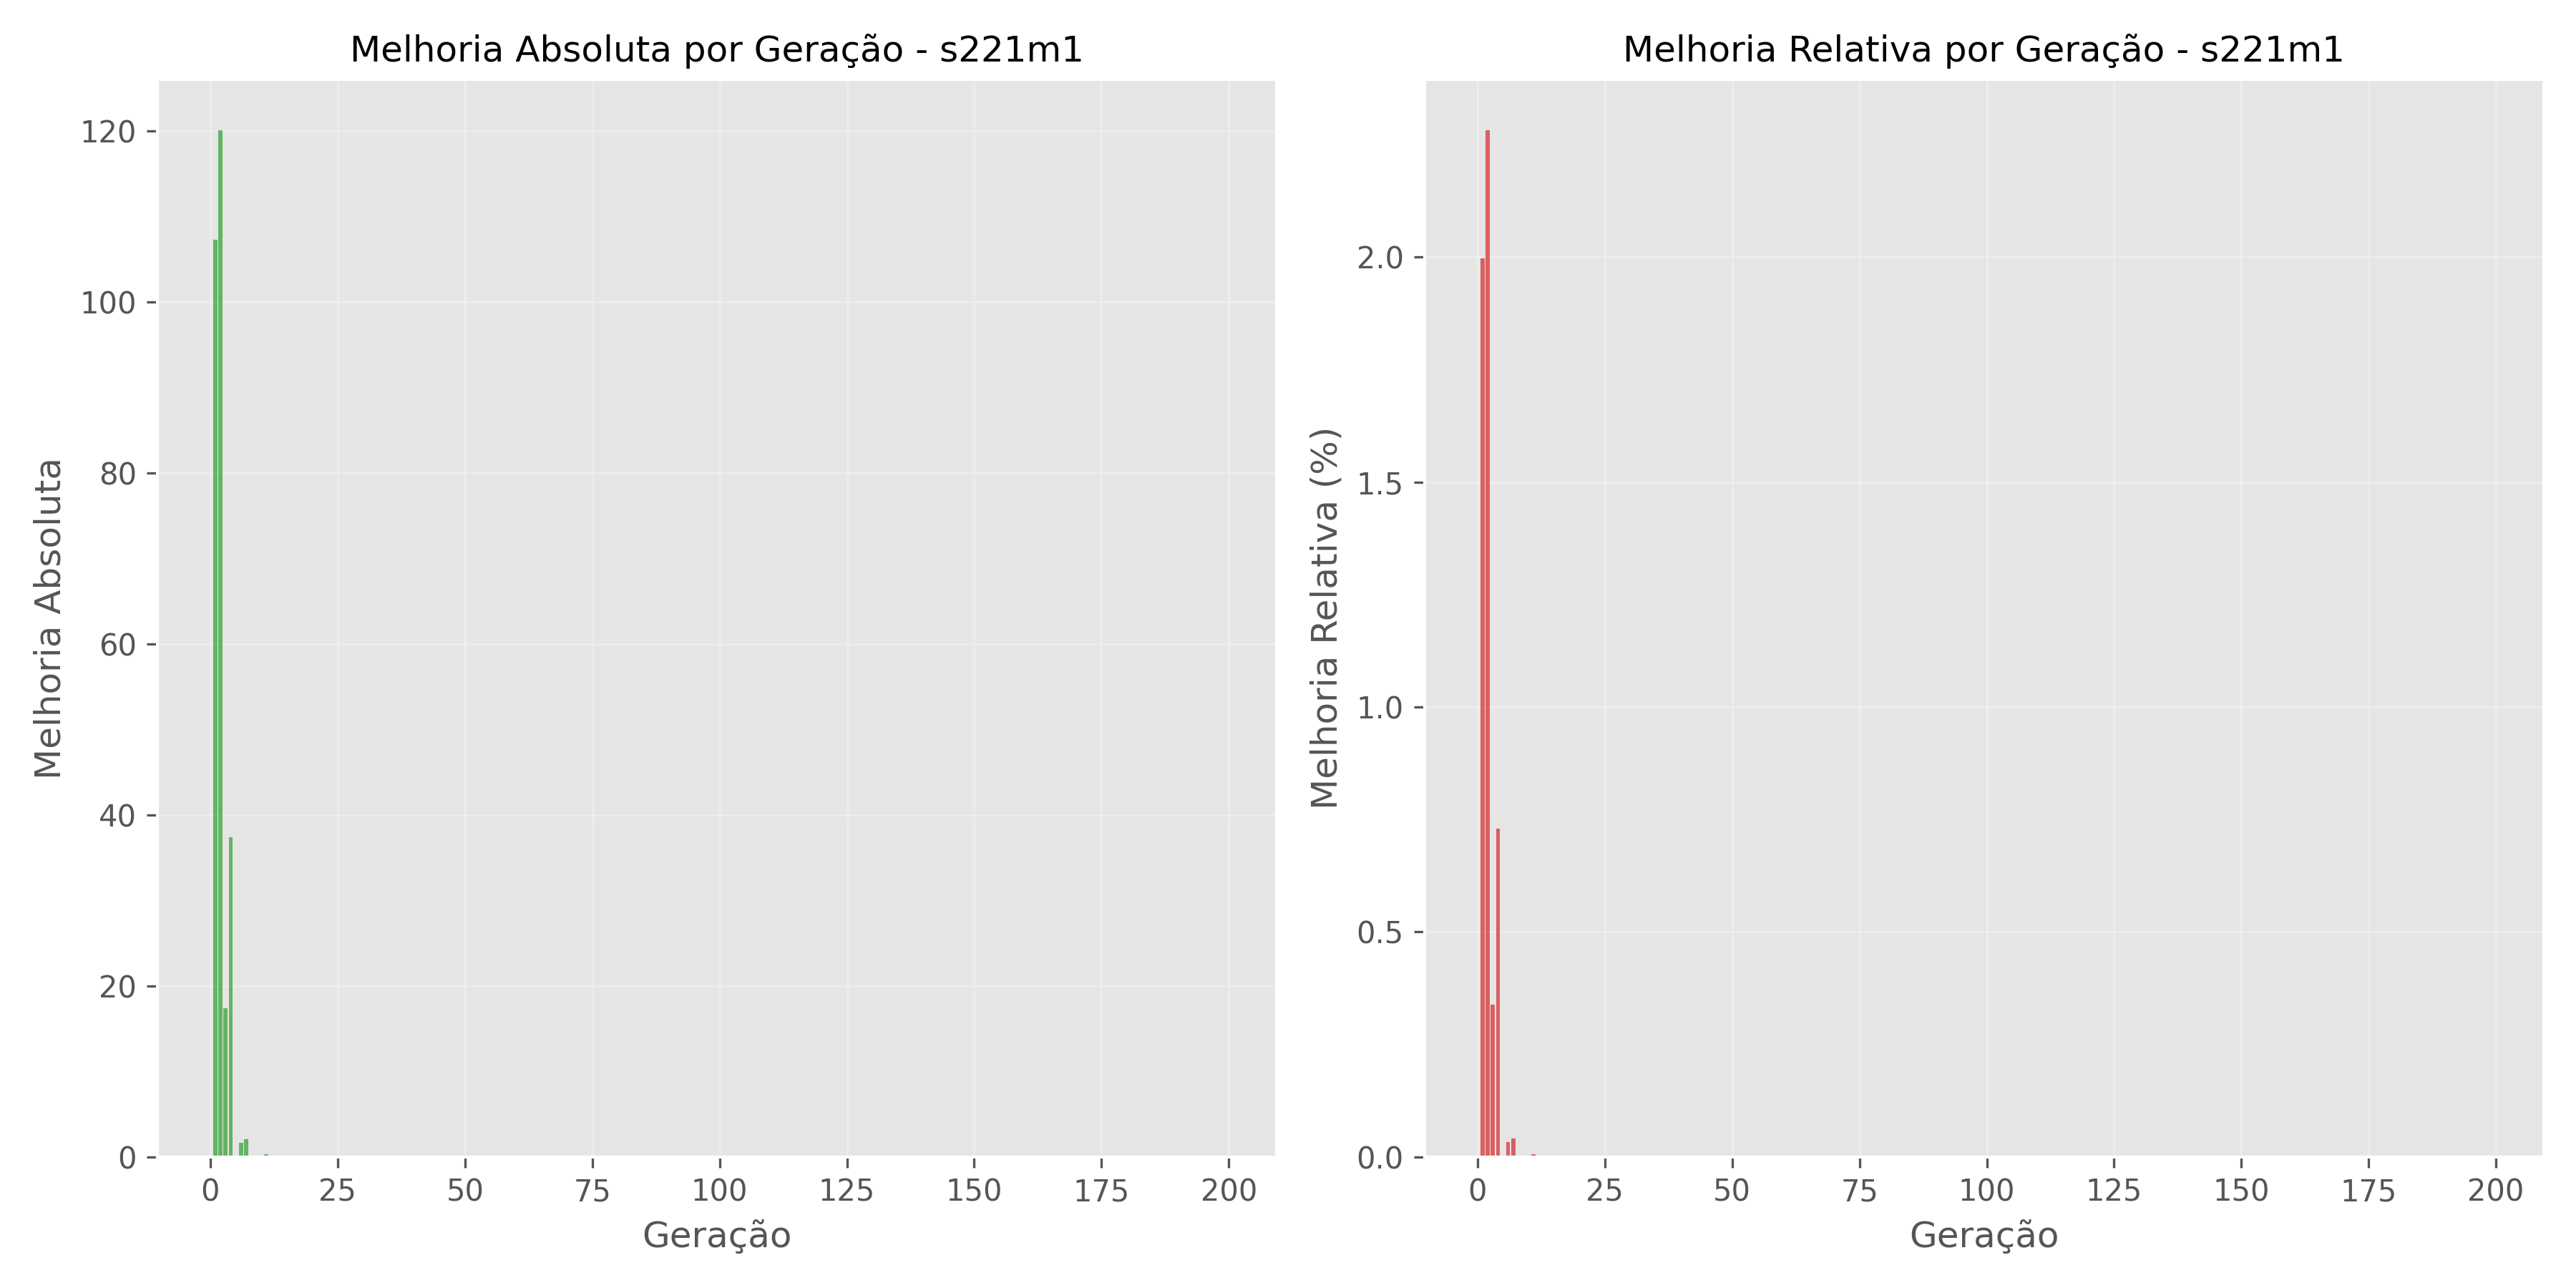 Melhoria Absoluta por Geração - s221m1
Melhoria Absoluta
120
100
80
60
40
20
0
0 25 50 75 100 125 150 175 200
Geração
Melhoria Relativa por Geração - s221m1
Melhoria Relativa (%)
2.0
1.5
1.0
0.5
0.0
0 25 50 75 100 125 150 175 200
Geração